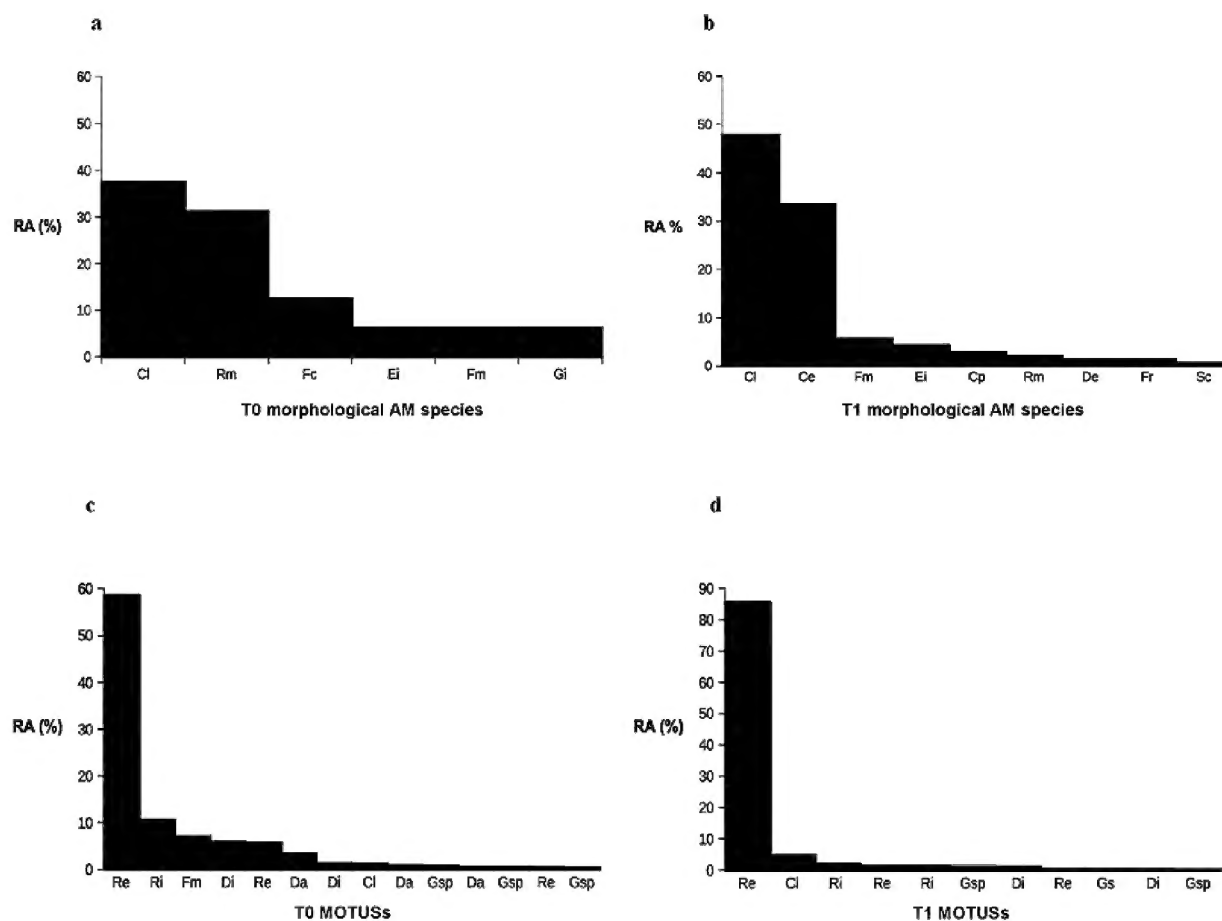 a
60
50
40
30
20
10
0
RA (%)
Cl Rm Fc Ei Fm Gi
T0 morphological AM species
b
60
50
40
30
20
10
0
RA %
Cl Ce Fm Ei Cp Rm De Fr Sc
T1 morphological AM species
c
60
50
40
30
20
10
0
RA (%)
Re Ri Fm Di Re Da Di Cl Da Gsp Da Gsp Re Gsp
T0 MOTUSs
d
90
80
70
60
50
40
30
20
10
0
RA (%)
Re Cl Ri Re Ri Gsp Di Re Gs Di Gsp
T1 MOTUSs